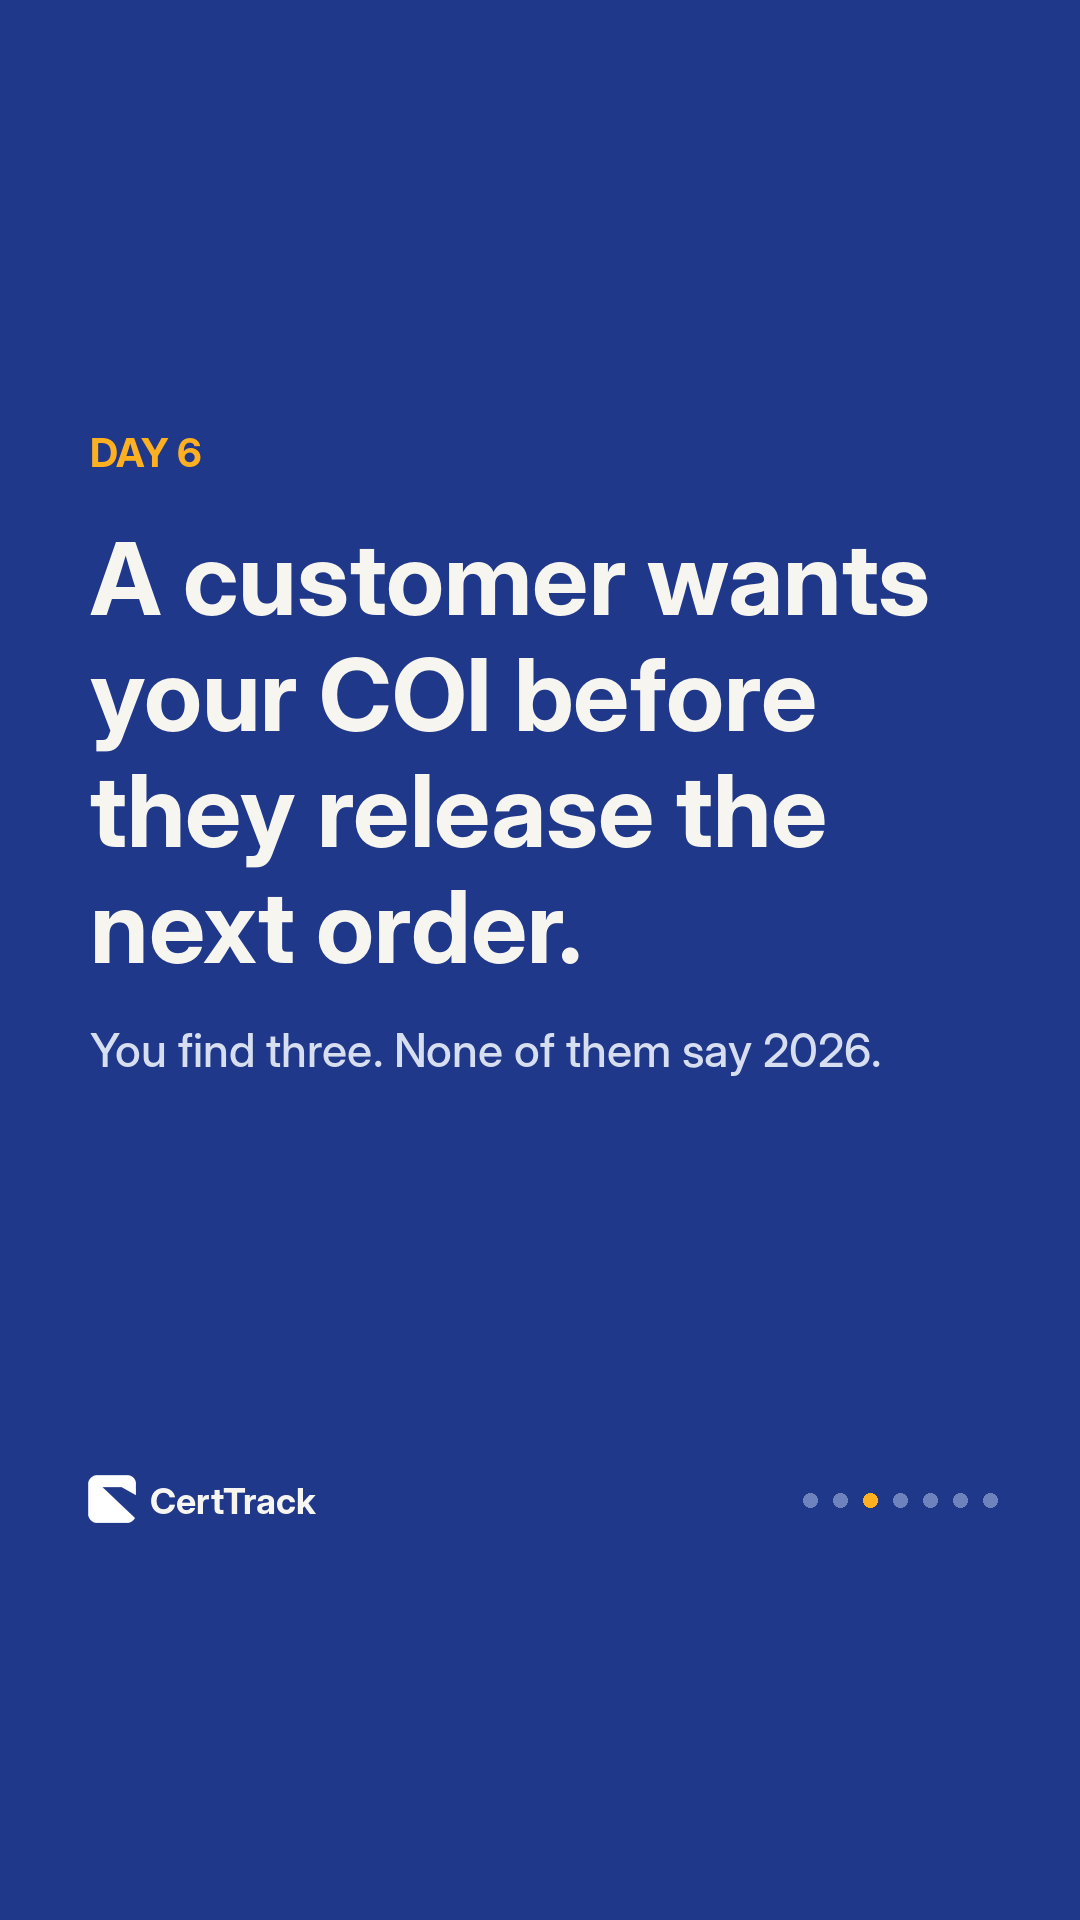 DAY 6
A customer wants
your COI before
they release the
next order.
You find three. None of them say 2026.
CertTrack